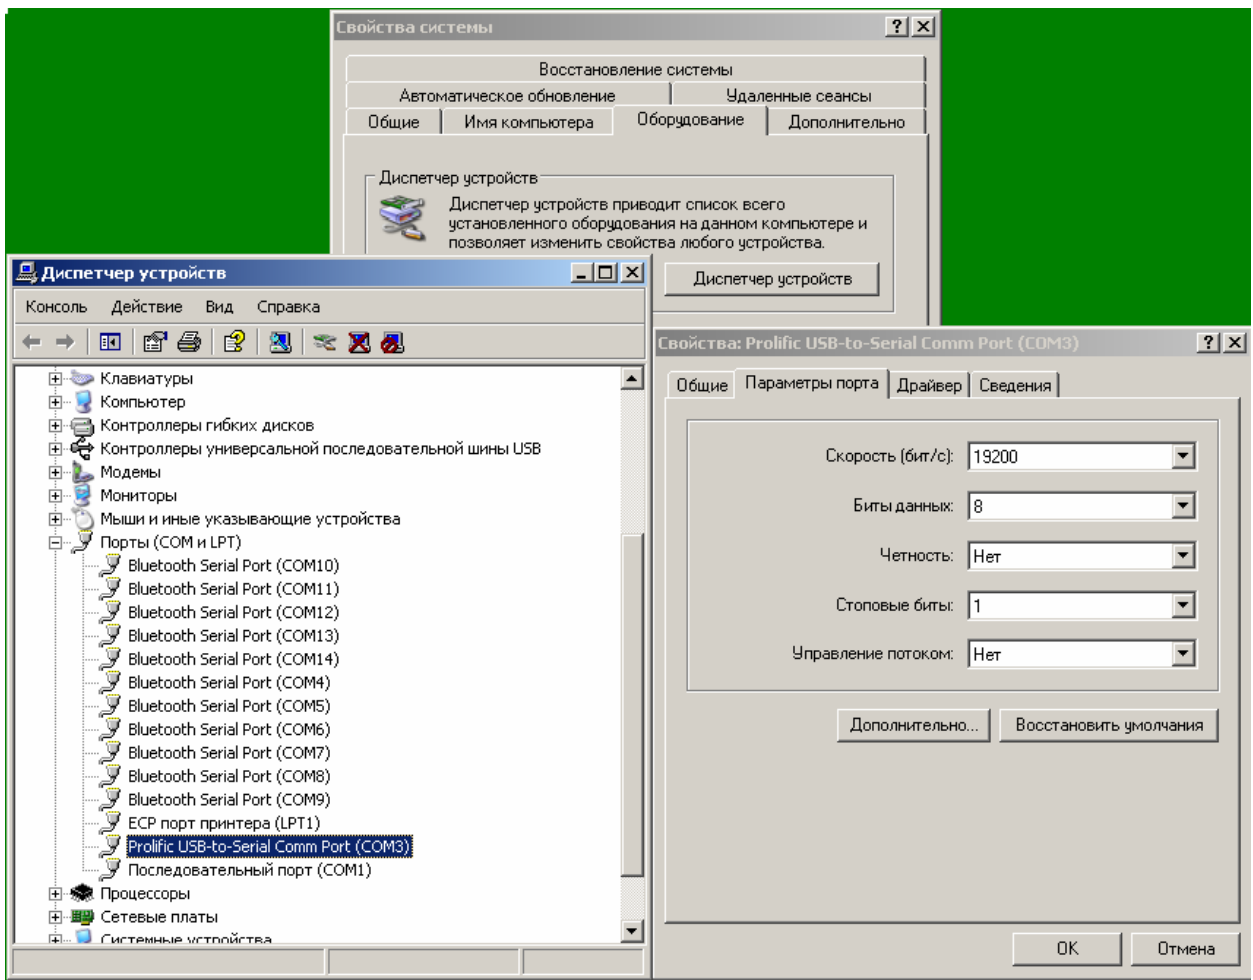 Свойства системы
Восстановление системы
Автоматическое обновление
Удаленные сеансы
Общие
Имя компьютера
Оборудование
Дополнительно
Диспетчер устройств
Диспетчер устройств приводит список всего
установленного оборудования на данном компьютере и
позволяет изменить свойства любого устройства.
Диспетчер устройств
Диспетчер устройств
Консоль Действие Вид Справка
Клавиатуры
Компьютер
Контроллеры гибких дисков
Контроллеры универсальной последовательной шины USB
Модемы
Мониторы
Мыши и иные указывающие устройства
Порты (COM и LPT)
Bluetooth Serial Port (COM10)
Bluetooth Serial Port (COM11)
Bluetooth Serial Port (COM12)
Bluetooth Serial Port (COM13)
Bluetooth Serial Port (COM14)
Bluetooth Serial Port (COM4)
Bluetooth Serial Port (COM5)
Bluetooth Serial Port (COM6)
Bluetooth Serial Port (COM7)
Bluetooth Serial Port (COM8)
Bluetooth Serial Port (COM9)
ECP порт принтера (LPT1)
Prolific USB-to-Serial Comm Port (COM3)
Последовательный порт (COM1)
Процессоры
Сетевые платы
Системные устройства
Свойства: Prolific USB-to-Serial Comm Port (COM3)
Общие
Параметры порта
Драйвер
Сведения
Скорость (бит/с): 19200
Биты данных: 8
Четность: Нет
Стоповые биты: 1
Управление потоком: Нет
Дополнительно...
Восстановить умолчания
OK
Отмена